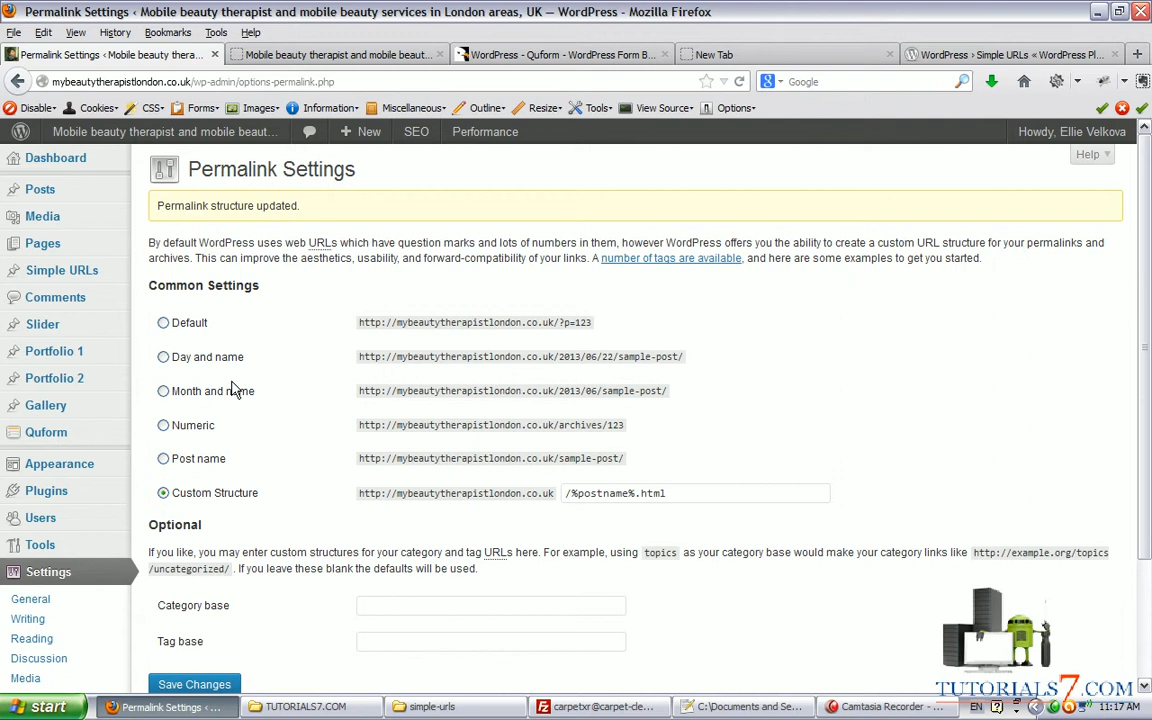 Permalink Settings ‹ Mobile beauty therapist and mobile beauty services in London areas, UK — WordPress - Mozilla Firefox
File Edit View History Bookmarks Tools Help
Permalink Settings ‹ Mobile beauty thera...
Mobile beauty therapist and mobile beaut...
WordPress - Quform - WordPress Form B...
New Tab
WordPress › Simple URLs « WordPress Pl...
mybeautytherapistlondon.co.uk/wp-admin/options-permalink.php
Google
Disable Cookies CSS Forms Images Information Miscellaneous Outline Resize Tools View Source Options
Mobile beauty therapist and mobile beaut... New SEO Performance Howdy, Ellie Velkova
Help
Dashboard
Posts
Media
Pages
Simple URLs
Comments
Slider
Portfolio 1
Portfolio 2
Gallery
Quform
Appearance
Plugins
Users
Tools
Settings
General
Writing
Reading
Discussion
Media
Permalink Settings
Permalink structure updated.
By default WordPress uses web URLs which have question marks and lots of numbers in them, however WordPress offers you the ability to create a custom URL structure for your permalinks and
archives. This can improve the aesthetics, usability, and forward-compatibility of your links. A number of tags are available, and here are some examples to get you started.
Common Settings
Default http://mybeautytherapistlondon.co.uk/?p=123
Day and name http://mybeautytherapistlondon.co.uk/2013/06/22/sample-post/
Month and name http://mybeautytherapistlondon.co.uk/2013/06/sample-post/
Numeric http://mybeautytherapistlondon.co.uk/archives/123
Post name http://mybeautytherapistlondon.co.uk/sample-post/
Custom Structure http://mybeautytherapistlondon.co.uk /%postname%.html
Optional
If you like, you may enter custom structures for your category and tag URLs here. For example, using topics as your category base would make your category links like http://example.org/topics
/uncategorized/ . If you leave these blank the defaults will be used.
Category base
Tag base
Save Changes
TUTORIALS7.COM
start
Permalink Settings ‹ ...
TUTORIALS7.COM
simple-urls
carpetxr@carpet-de...
C:\Documents and Se...
Camtasia Recorder - ...
EN
11:17 AM